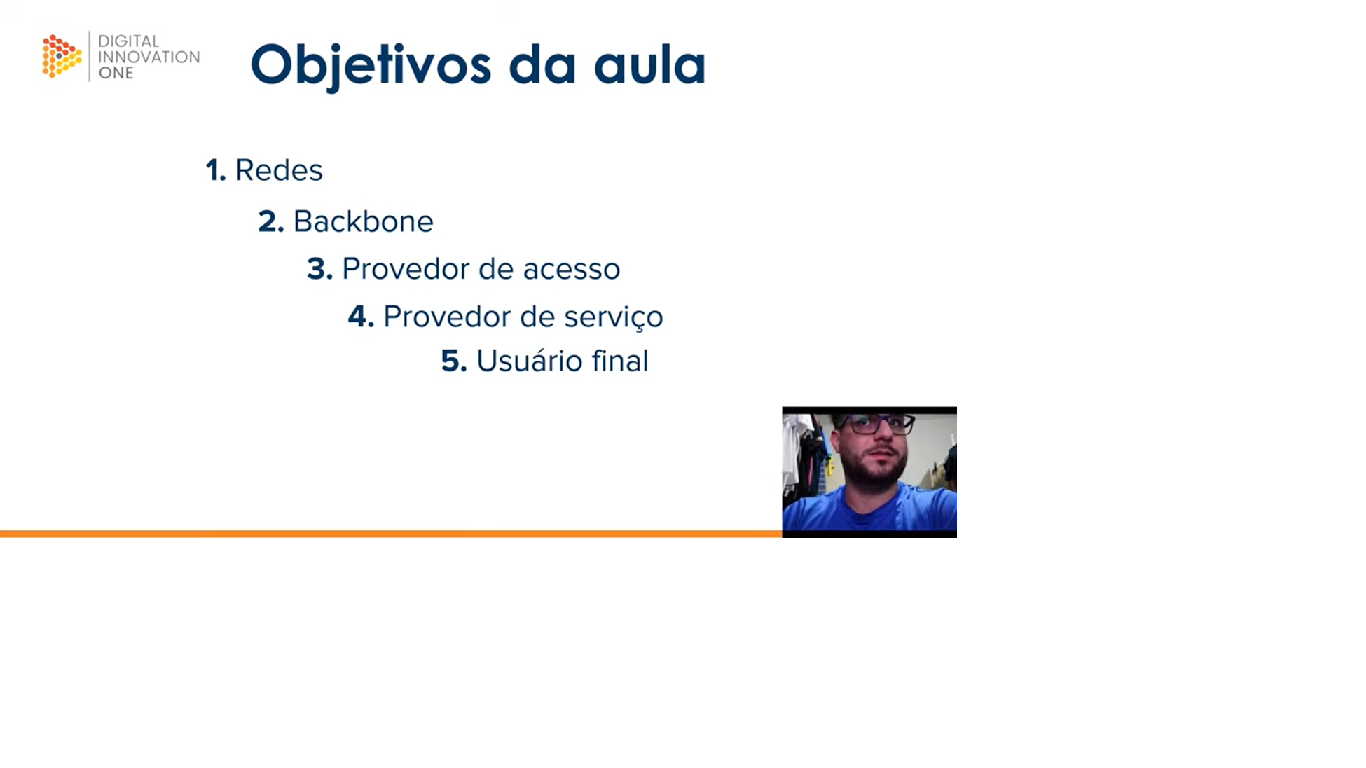 DIGITAL
INNOVATION
ONE
Objetivos da aula
1. Redes
2. Backbone
3. Provedor de acesso
4. Provedor de serviço
5. Usuário final